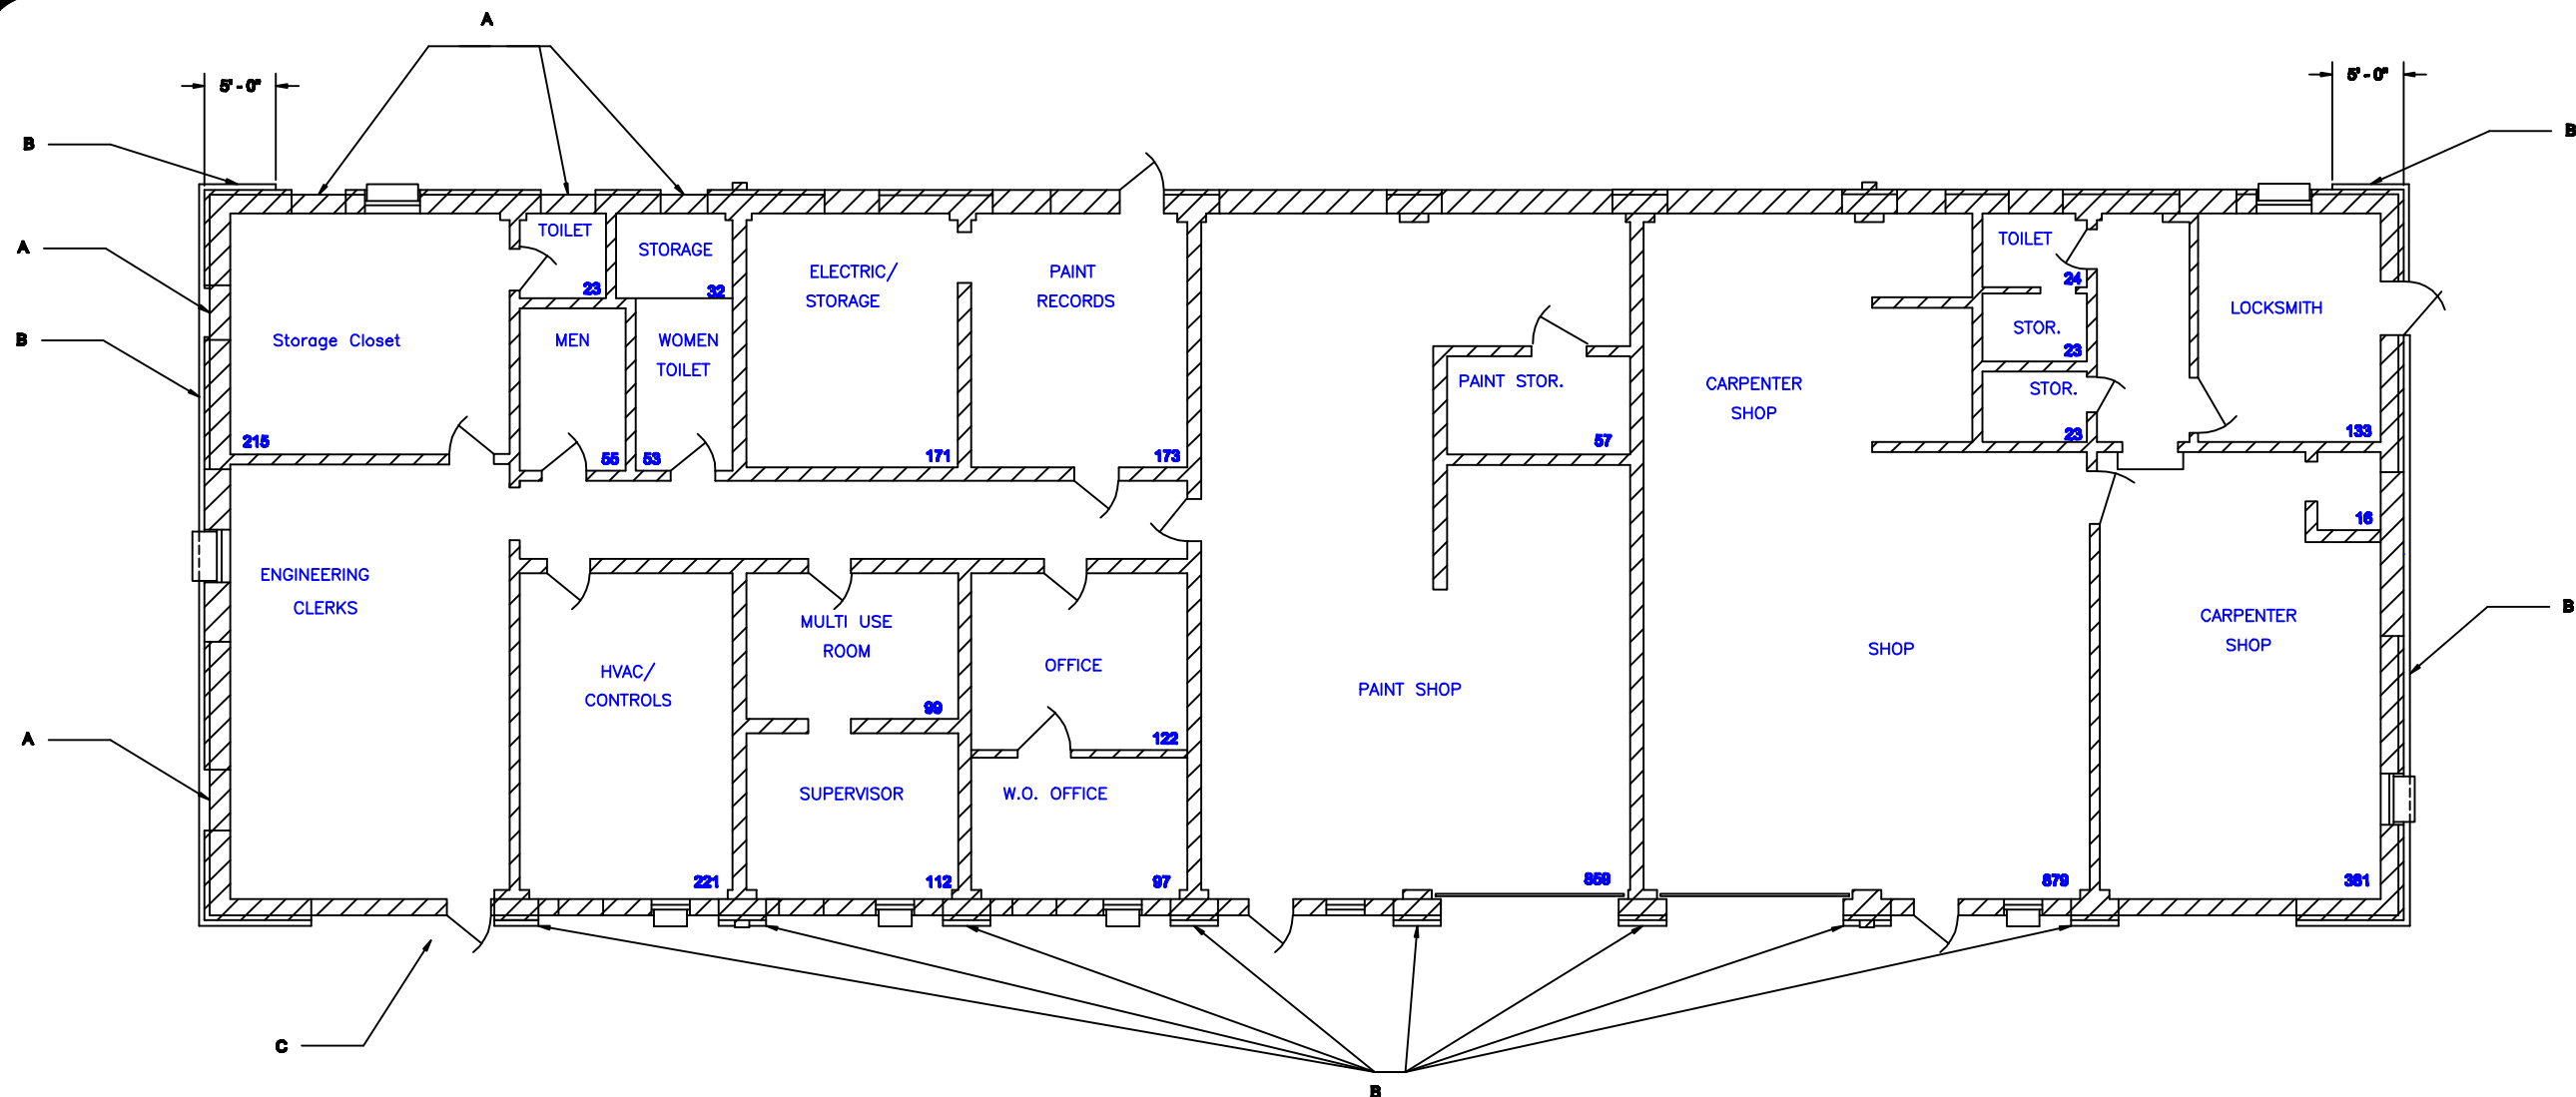 A
5'-0"
5'-0"
B
B
TOILET
TOILET
STORAGE
A
ELECTRIC/
STORAGE
PAINT
RECORDS
24
23
32
LOCKSMITH
STOR.
B
Storage Closet
MEN
WOMEN
TOILET
23
PAINT STOR.
CARPENTER
SHOP
STOR.
215
55
53
171
173
57
23
133
16
ENGINEERING
CLERKS
B
MULTI USE
ROOM
CARPENTER
SHOP
HVAC/
CONTROLS
OFFICE
SHOP
PAINT SHOP
99
122
A
SUPERVISOR
W.O. OFFICE
221
112
97
859
879
361
C
B